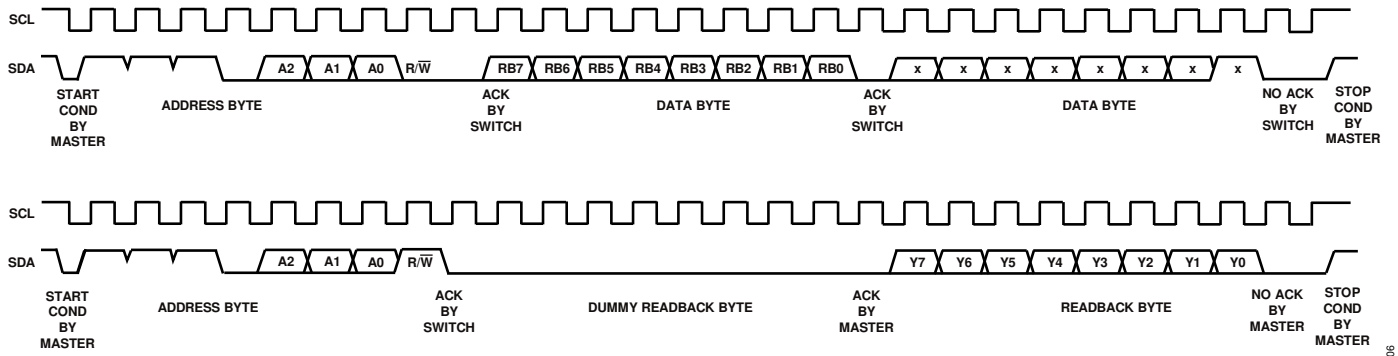 SCL
SDA A2 A1 A0 R/W̅ RB7 RB6 RB5 RB4 RB3 RB2 RB1 RB0 x x x x x x x x
START COND BY MASTER
ADDRESS BYTE
ACK BY SWITCH
DATA BYTE
ACK BY SWITCH
DATA BYTE
NO ACK BY SWITCH
STOP COND BY MASTER
SCL
SDA A2 A1 A0 R/W̅ Y7 Y6 Y5 Y4 Y3 Y2 Y1 Y0
START COND BY MASTER
ADDRESS BYTE
ACK BY SWITCH
DUMMY READBACK BYTE
ACK BY MASTER
READBACK BYTE
NO ACK BY MASTER
STOP COND BY MASTER